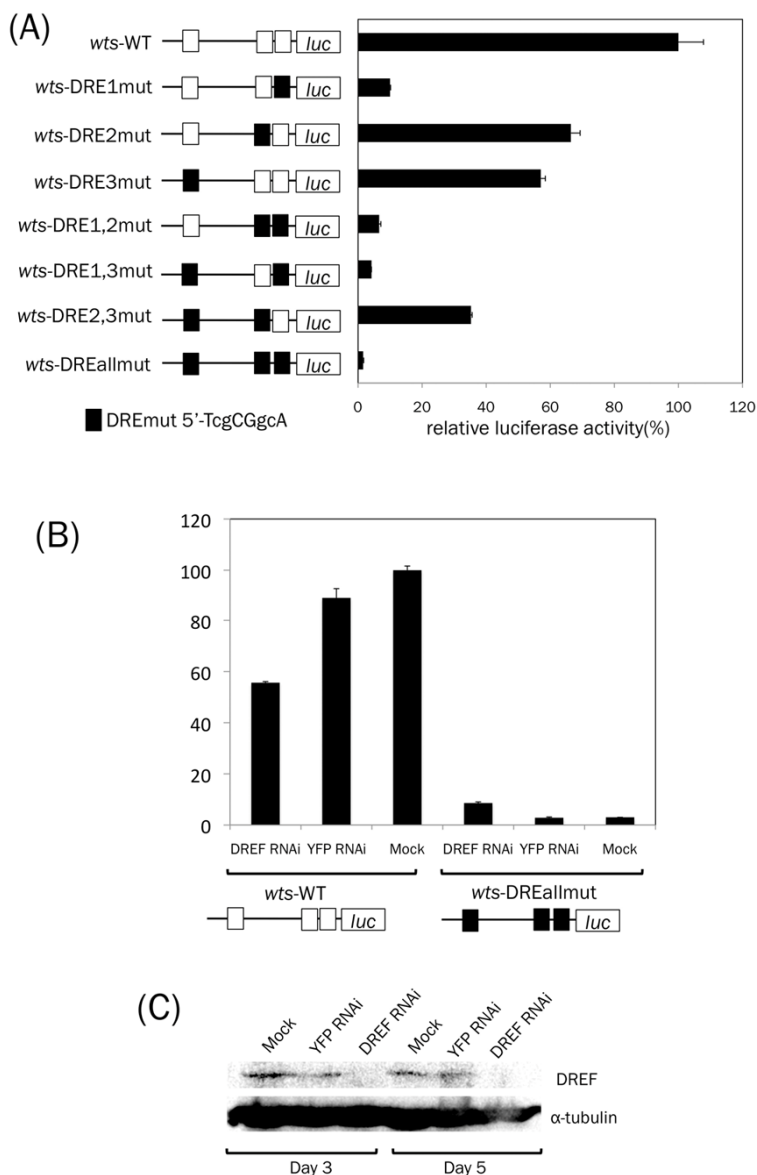 (A)
wts-WT luc
wts-DRE1mut luc
wts-DRE2mut luc
wts-DRE3mut luc
wts-DRE1,2mut luc
wts-DRE1,3mut luc
wts-DRE2,3mut luc
wts-DREallmut luc
0 20 40 60 80 100 120
DREmut 5’-TcgCGgcA
relative luciferase activity(%)
(B)
120
100
80
60
40
20
0
DREF RNAi YFP RNAi Mock DREF RNAi YFP RNAi Mock
wts-WT wts-DREallmut
luc luc
(C)
Mock YFP RNAi DREF RNAi Mock YFP RNAi DREF RNAi
DREF
α-tubulin
Day 3 Day 5